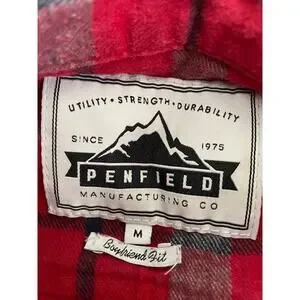 UTILITY • STRENGTH • DURABILITY
SINCE 1975
PENFIELD
MANUFACTURING CO
M
Boyfriend Fit